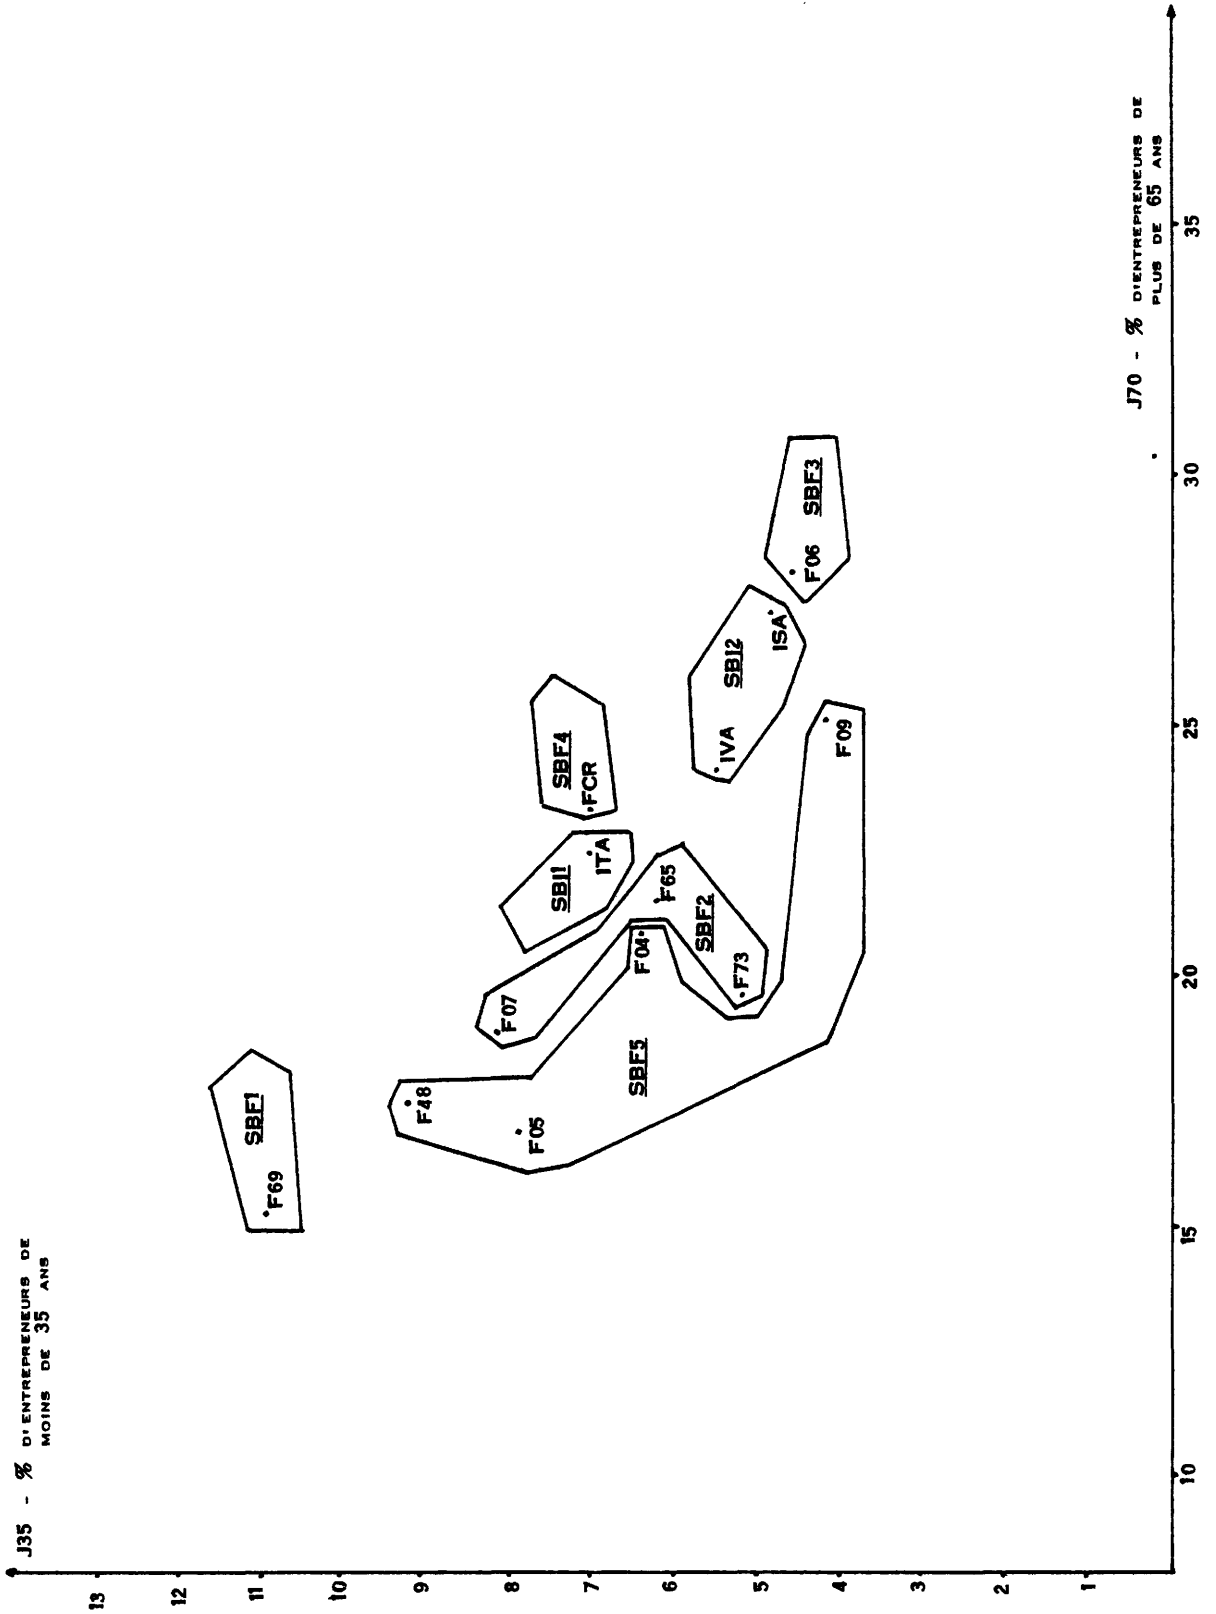 J35 - % D'ENTREPRENEURS DE
MOINS DE 35 ANS
13
12
11
10
9
8
7
6
5
4
3
2
1
SBF1
F69
F48
F05
SBF5
F07
F04
F65
SBF2
F73
SBI1
ITA
SBF4
FCR
IVA
SBI2
ISA
F09
F06
SBF3
10
15
20
25
30
35
J70 - % D'ENTREPRENEURS DE
PLUS DE 65 ANS